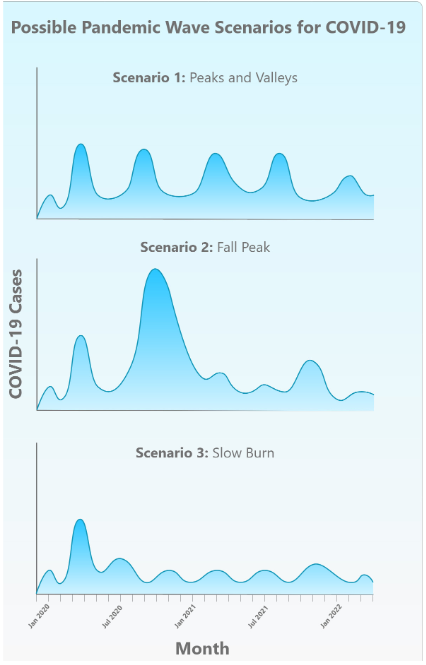 Possible Pandemic Wave Scenarios for COVID-19
Scenario 1: Peaks and Valleys
Scenario 2: Fall Peak
COVID-19 Cases
Scenario 3: Slow Burn
Jan 2020
Jul 2020
Jan 2021
Jul 2021
Jan 2022
Month